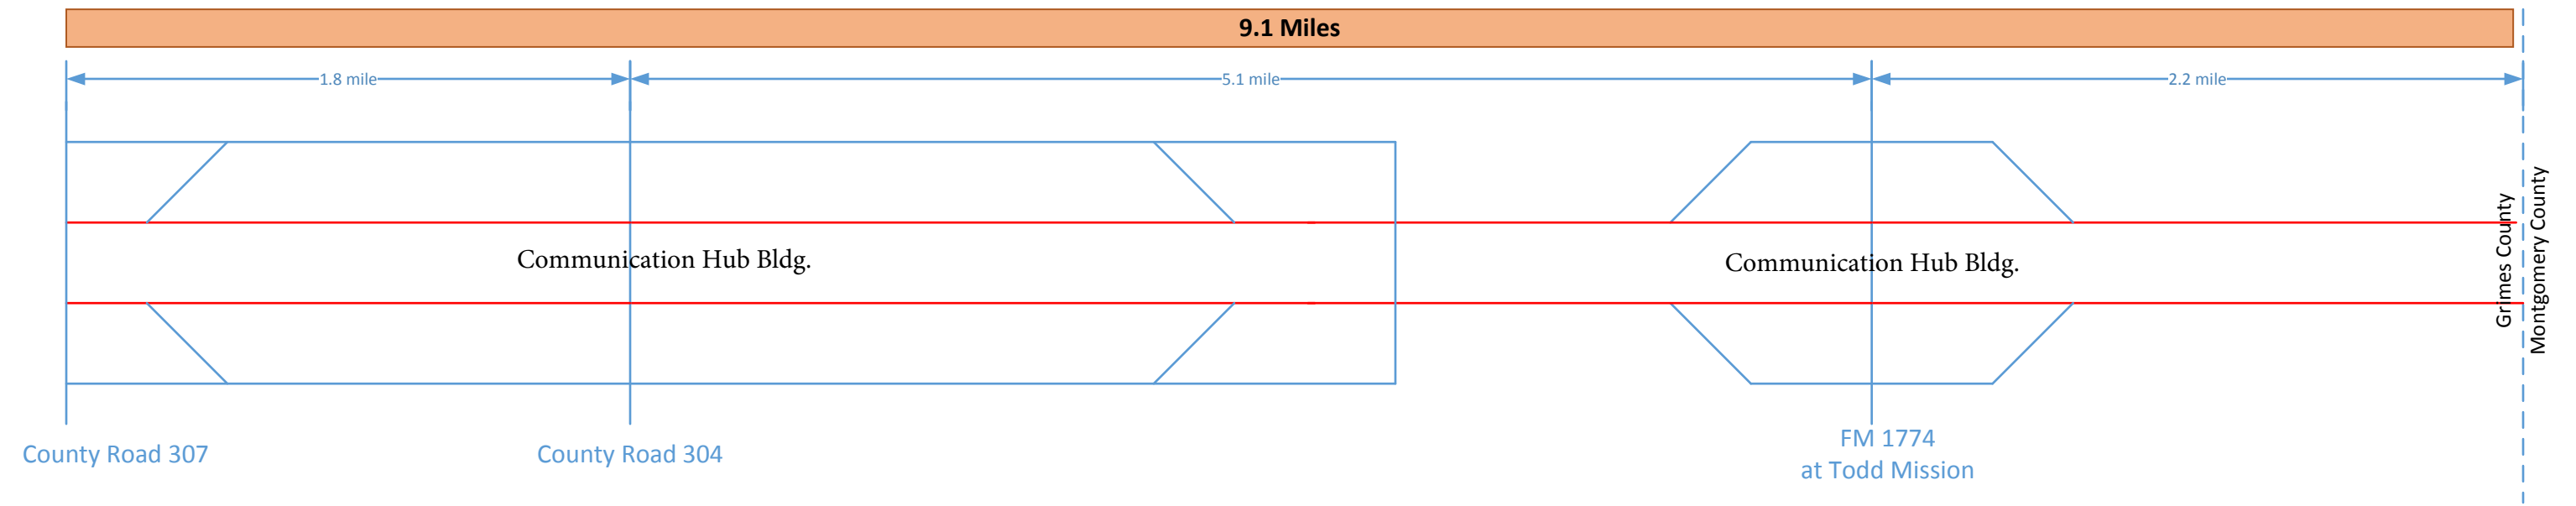 9.1 Miles
1.8 mile
5.1 mile
2.2 mile
Communication Hub Bldg.
Communication Hub Bldg.
Grimes County
Montgomery County
County Road 307
County Road 304
FM 1774
at Todd Mission